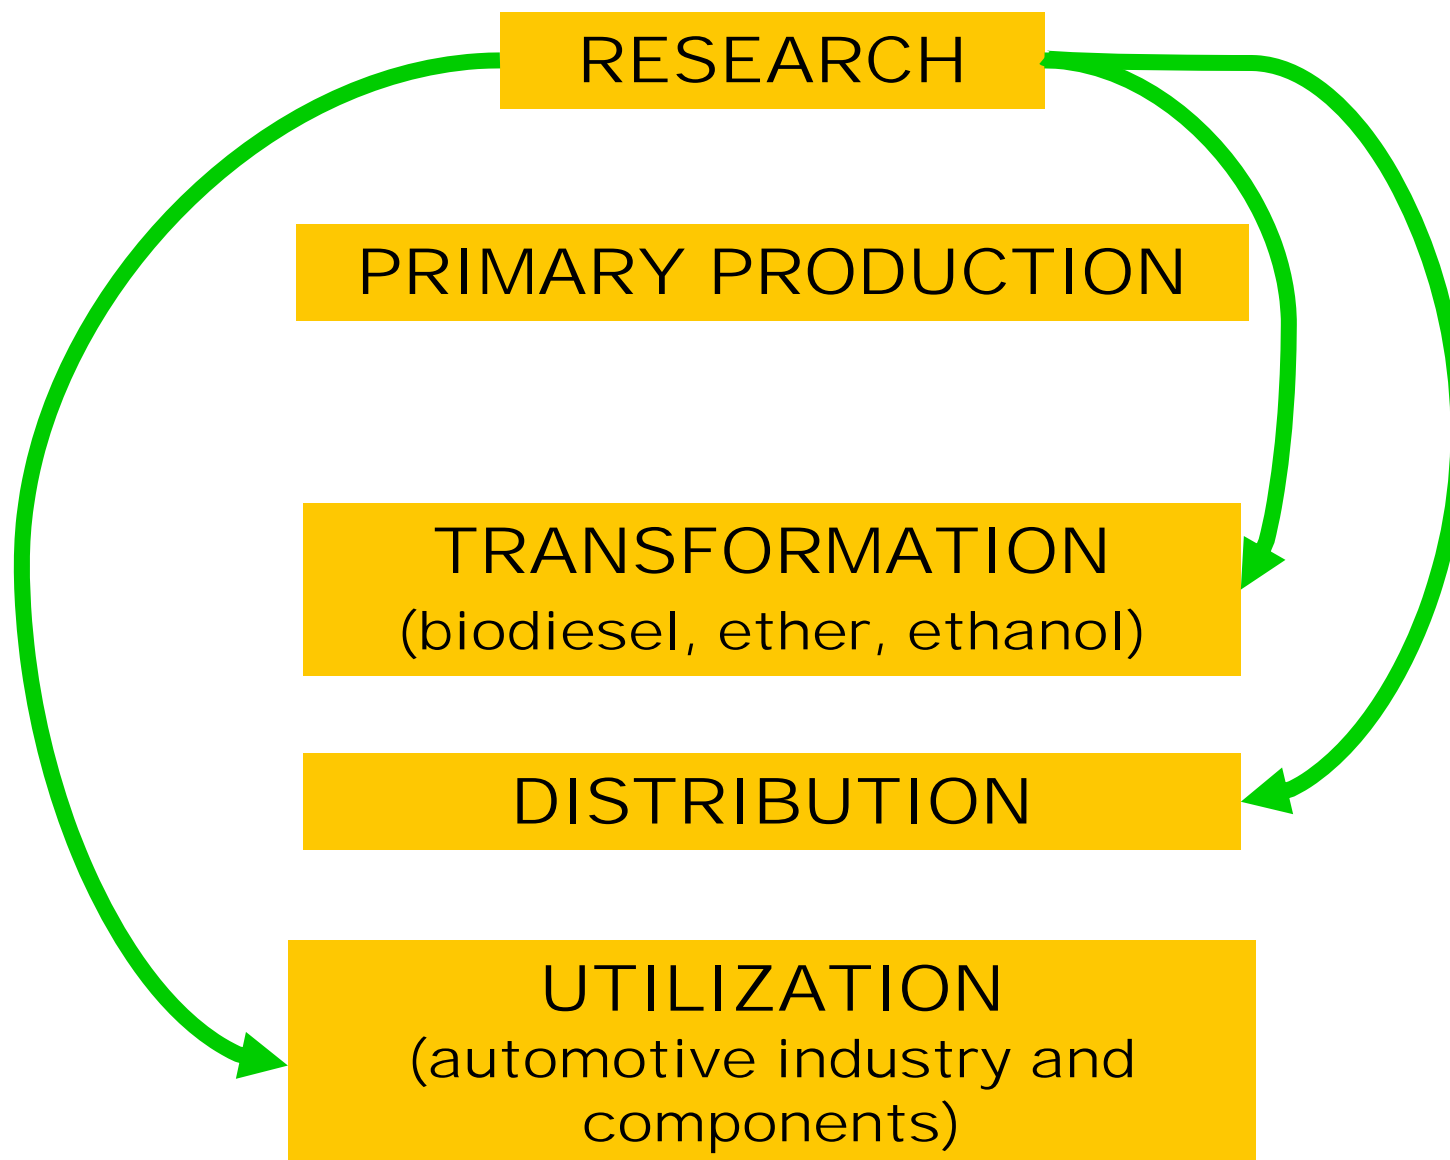 RESEARCH
PRIMARY PRODUCTION
TRANSFORMATION
(biodiesel, ether, ethanol)
DISTRIBUTION
UTILIZATION
(automotive industry and
components)